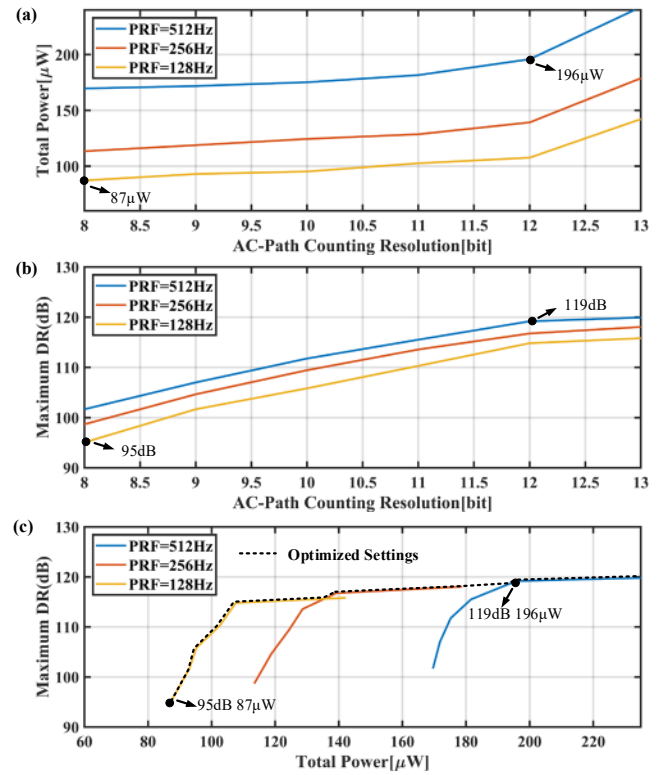 (a)
PRF=512Hz
PRF=256Hz
PRF=128Hz
200
150
100
Total Power[μW]
196μW
87μW
8 8.5 9 9.5 10 10.5 11 11.5 12 12.5 13
AC-Path Counting Resolution[bit]
(b)
130
120
110
100
90
Maximum DR(dB)
PRF=512Hz
PRF=256Hz
PRF=128Hz
119dB
95dB
8 8.5 9 9.5 10 10.5 11 11.5 12 12.5 13
AC-Path Counting Resolution[bit]
(c)
130
120
110
100
90
Maximum DR(dB)
PRF=512Hz
PRF=256Hz
PRF=128Hz
Optimized Settings
119dB 196μW
95dB 87μW
60 80 100 120 140 160 180 200 220
Total Power[μW]